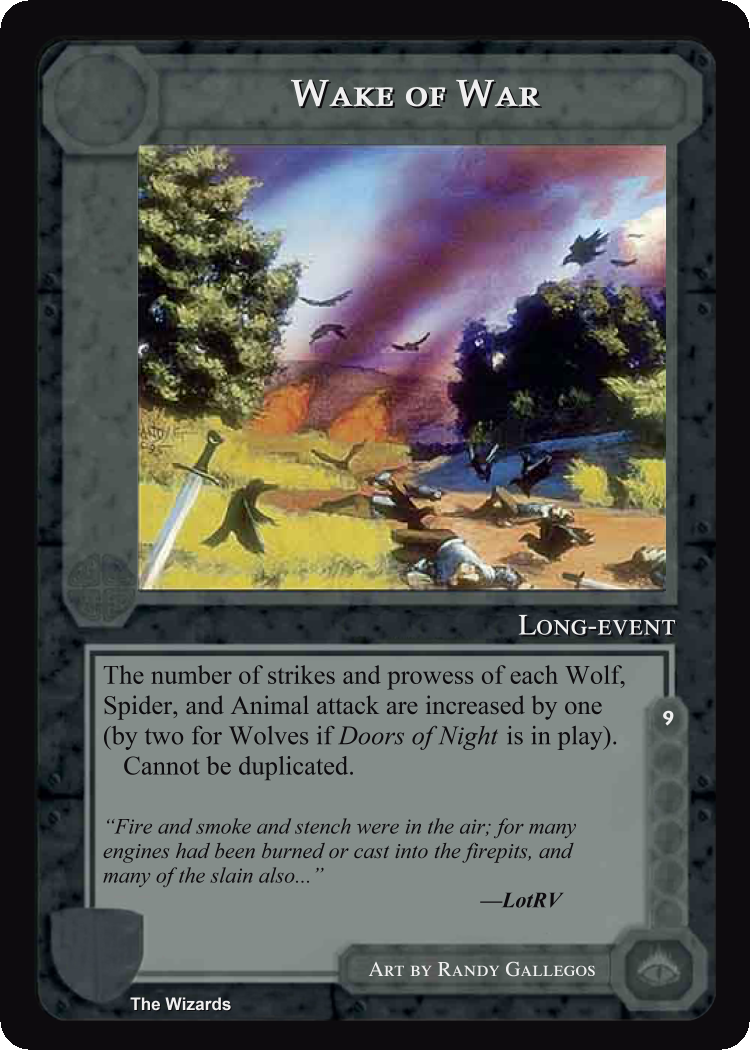 Wake of War
Long-event
The number of strikes and prowess of each Wolf,
Spider, and Animal attack are increased by one
(by two for Wolves if Doors of Night is in play).
Cannot be duplicated.
9
“Fire and smoke and stench were in the air; for many
engines had been burned or cast into the firepits, and
many of the slain also...”
—LotRV
Art by Randy Gallegos
The Wizards